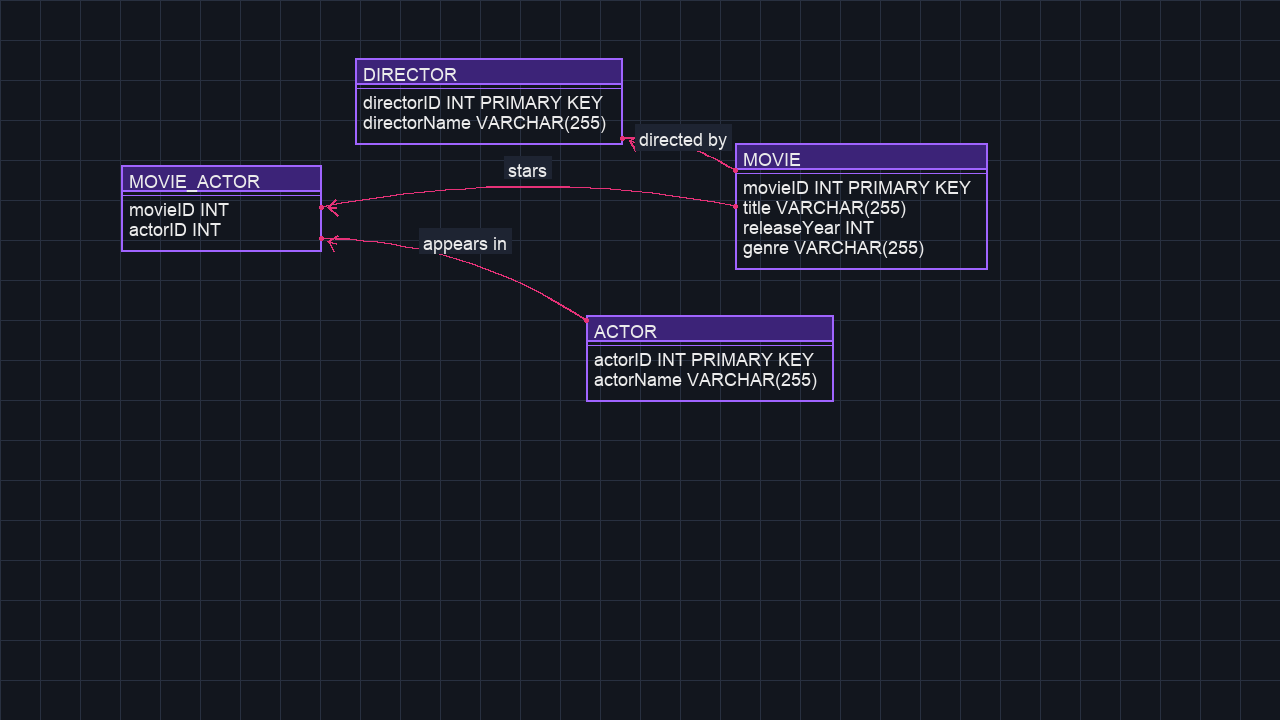 DIRECTOR
directorID INT PRIMARY KEY
directorName VARCHAR(255)
directed by
MOVIE
movieID INT PRIMARY KEY
title VARCHAR(255)
releaseYear INT
genre VARCHAR(255)
stars
MOVIE_ACTOR
movieID INT
actorID INT
appears in
ACTOR
actorID INT PRIMARY KEY
actorName VARCHAR(255)